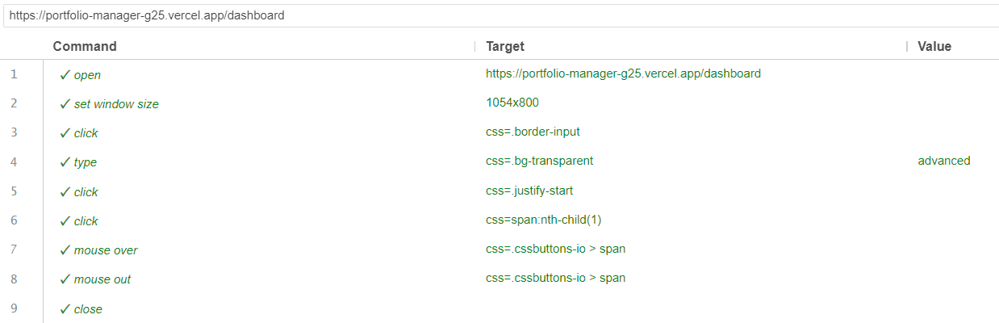 https://portfolio-manager-g25.vercel.app/dashboard
Command Target Value
1 ✓ open https://portfolio-manager-g25.vercel.app/dashboard
2 ✓ set window size 1054x800
3 ✓ click css=.border-input
4 ✓ type css=.bg-transparent advanced
5 ✓ click css=.justify-start
6 ✓ click css=span:nth-child(1)
7 ✓ mouse over css=.cssbuttons-io > span
8 ✓ mouse out css=.cssbuttons-io > span
9 ✓ close